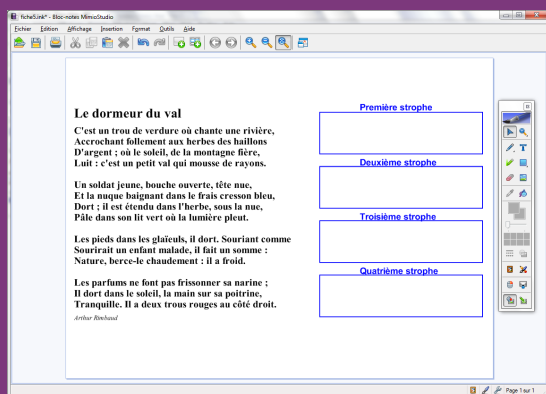 fiche5.ink* - Bloc-notes MimioStudio
Fichier Edition Affichage Insertion Format Outils Aide
Le dormeur du val
C'est un trou de verdure où chante une rivière,
Accrochant follement aux herbes des haillons
D'argent ; où le soleil, de la montagne fière,
Luit : c'est un petit val qui mousse de rayons.
Un soldat jeune, bouche ouverte, tête nue,
Et la nuque baignant dans le frais cresson bleu,
Dort ; il est étendu dans l'herbe, sous la nue,
Pâle dans son lit vert où la lumière pleut.
Les pieds dans les glaïeuls, il dort. Souriant comme
Sourirait un enfant malade, il fait un somme :
Nature, berce-le chaudement : il a froid.
Les parfums ne font pas frissonner sa narine ;
Il dort dans le soleil, la main sur sa poitrine,
Tranquille. Il a deux trous rouges au côté droit.
Arthur Rimbaud
Première strophe
Deuxième strophe
Troisième strophe
Quatrième strophe
T
Page 1 sur 1